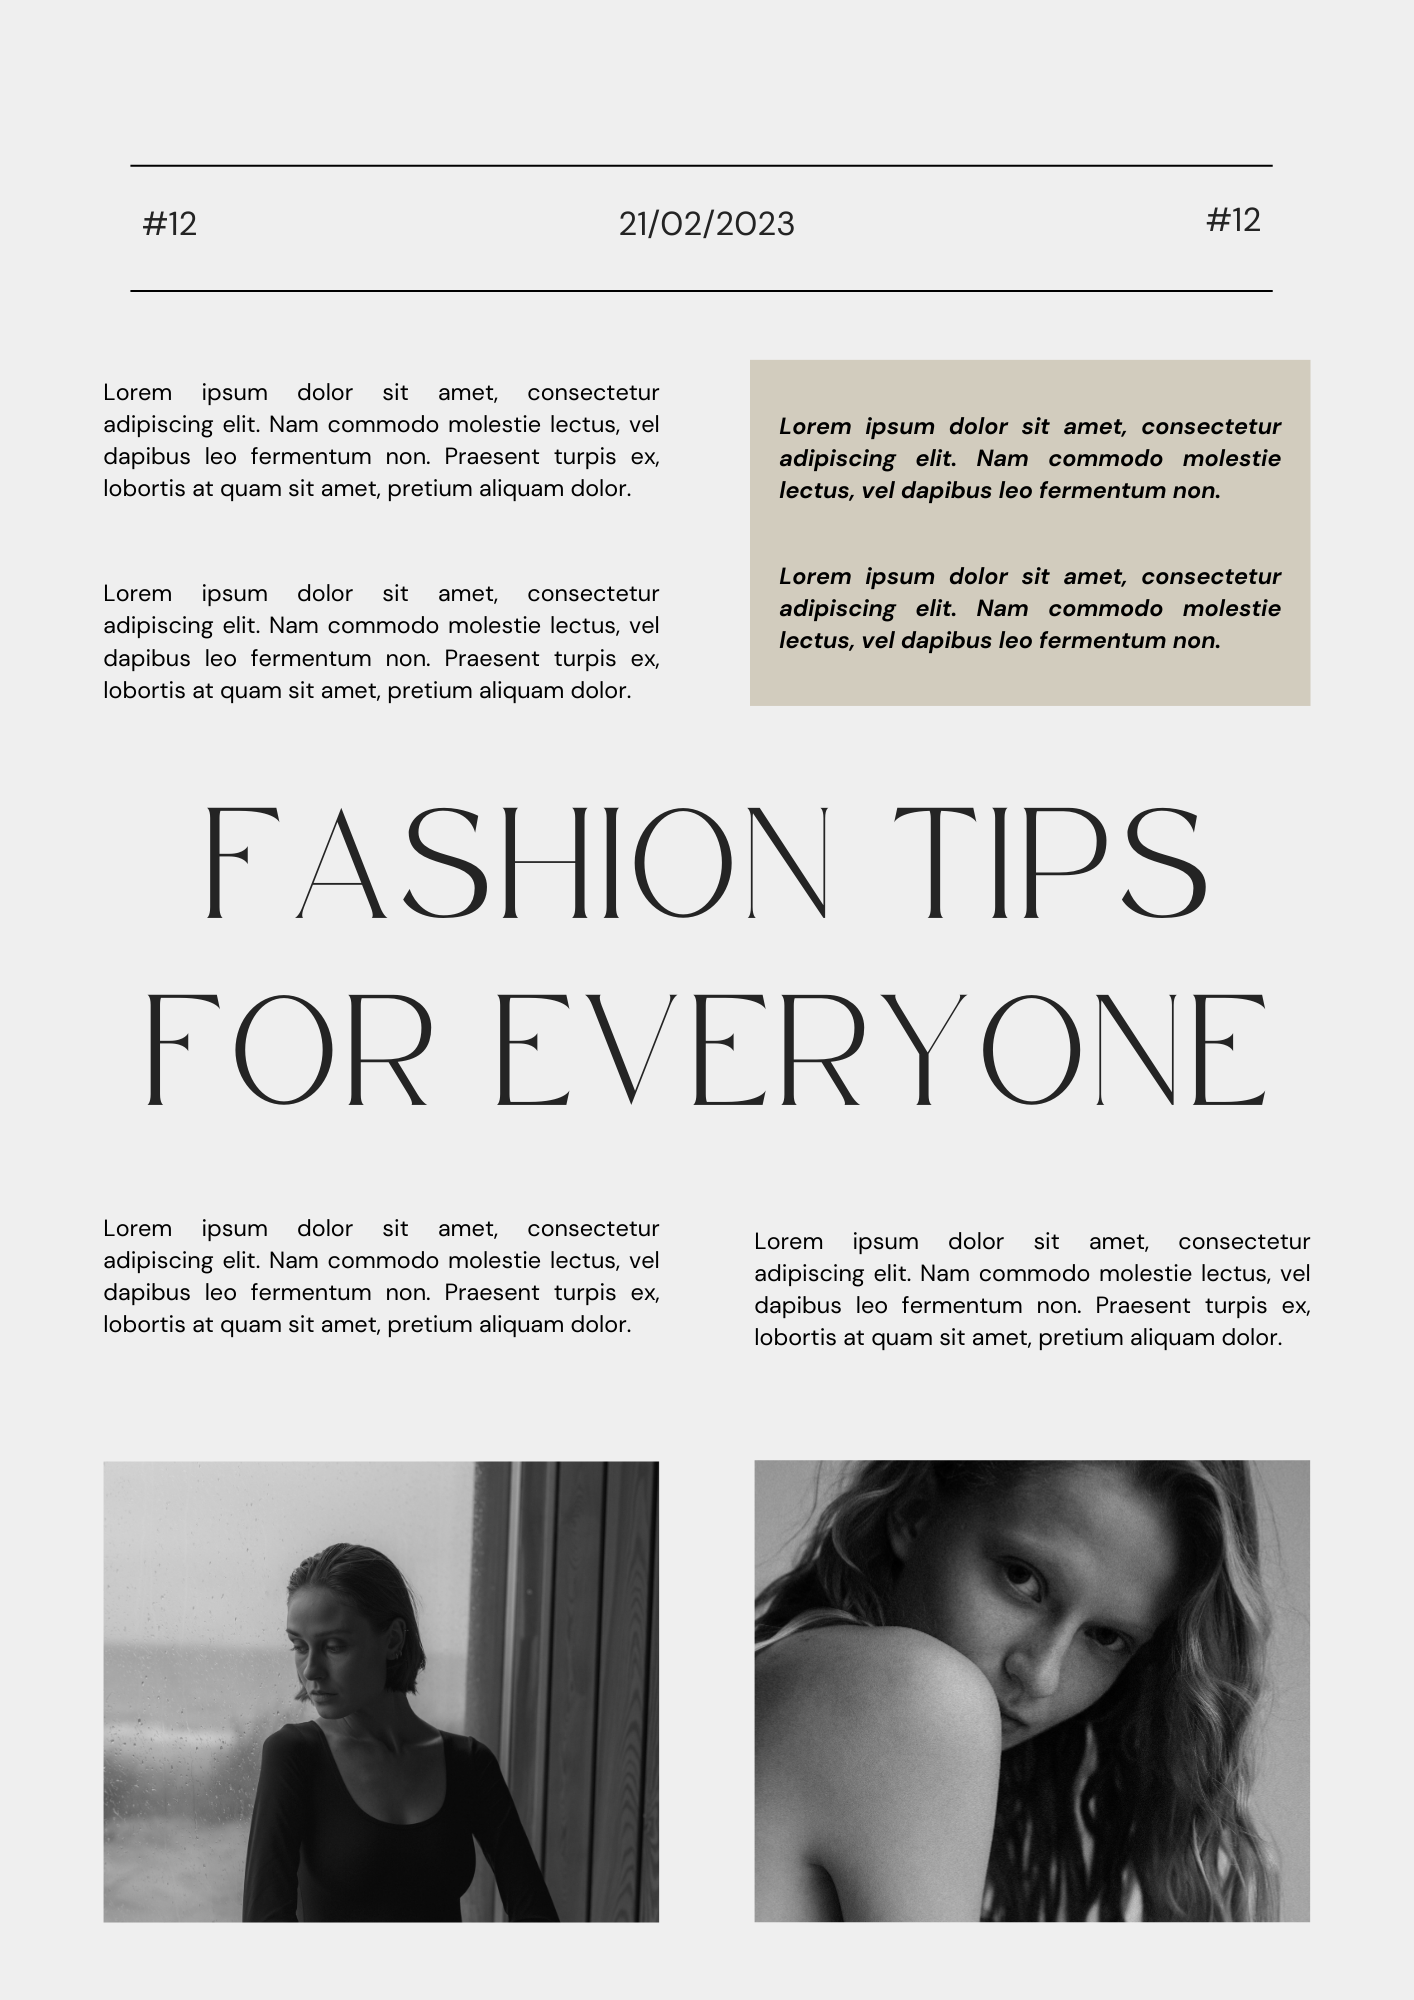 #12
21/02/2023
#12
Lorem ipsum dolor sit amet, consectetur
adipiscing elit. Nam commodo molestie lectus, vel
dapibus leo fermentum non. Praesent turpis ex,
lobortis at quam sit amet, pretium aliquam dolor.
Lorem ipsum dolor sit amet, consectetur
adipiscing elit. Nam commodo molestie lectus, vel
dapibus leo fermentum non. Praesent turpis ex,
lobortis at quam sit amet, pretium aliquam dolor.
Lorem ipsum dolor sit amet, consectetur
adipiscing elit. Nam commodo molestie
lectus, vel dapibus leo fermentum non.
Lorem ipsum dolor sit amet, consectetur
adipiscing elit. Nam commodo molestie
lectus, vel dapibus leo fermentum non.
FASHION TIPS
FOR EVERYONE
Lorem ipsum dolor sit amet, consectetur
adipiscing elit. Nam commodo molestie lectus, vel
dapibus leo fermentum non. Praesent turpis ex,
lobortis at quam sit amet, pretium aliquam dolor.
Lorem ipsum dolor sit amet, consectetur
adipiscing elit. Nam commodo molestie lectus, vel
dapibus leo fermentum non. Praesent turpis ex,
lobortis at quam sit amet, pretium aliquam dolor.